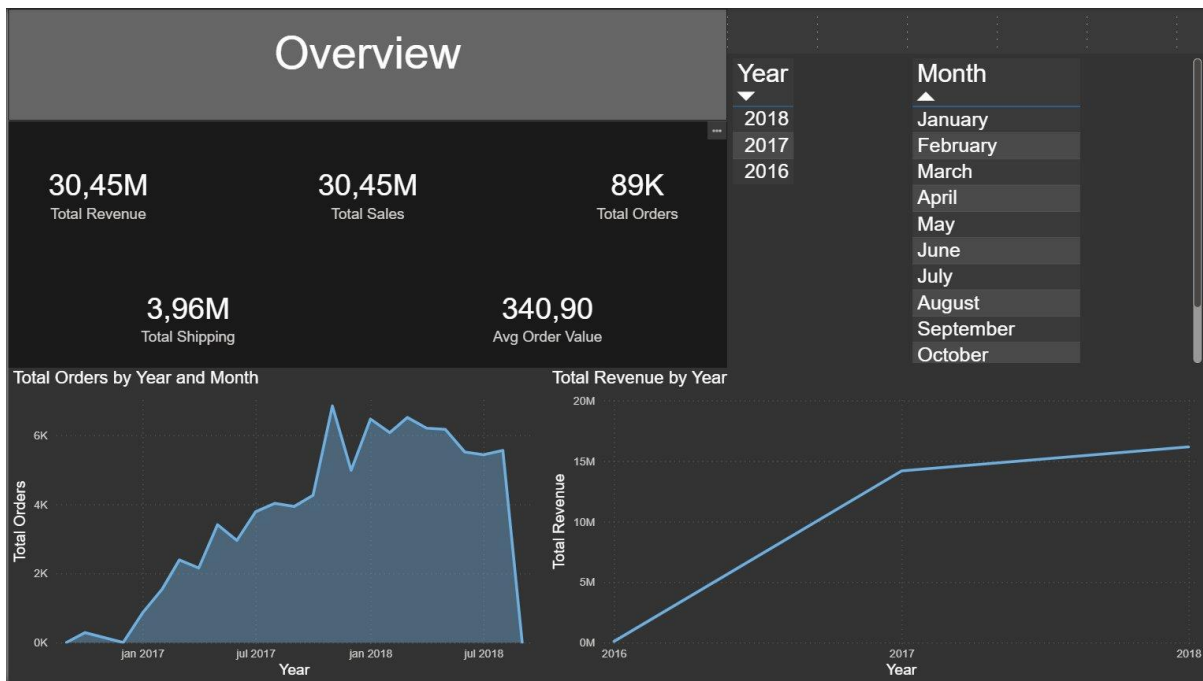 Overview
Year
2018
2017
2016
Month
January
February
March
April
May
June
July
August
September
October
30,45M
Total Revenue
30,45M
Total Sales
89K
Total Orders
3,96M
Total Shipping
340,90
Avg Order Value
Total Orders by Year and Month
Total Orders
6K
4K
2K
0K
jan 2017
jul 2017
jan 2018
jul 2018
Year
Total Revenue by Year
Total Revenue
20M
15M
10M
5M
0M
2016
2017
2018
Year